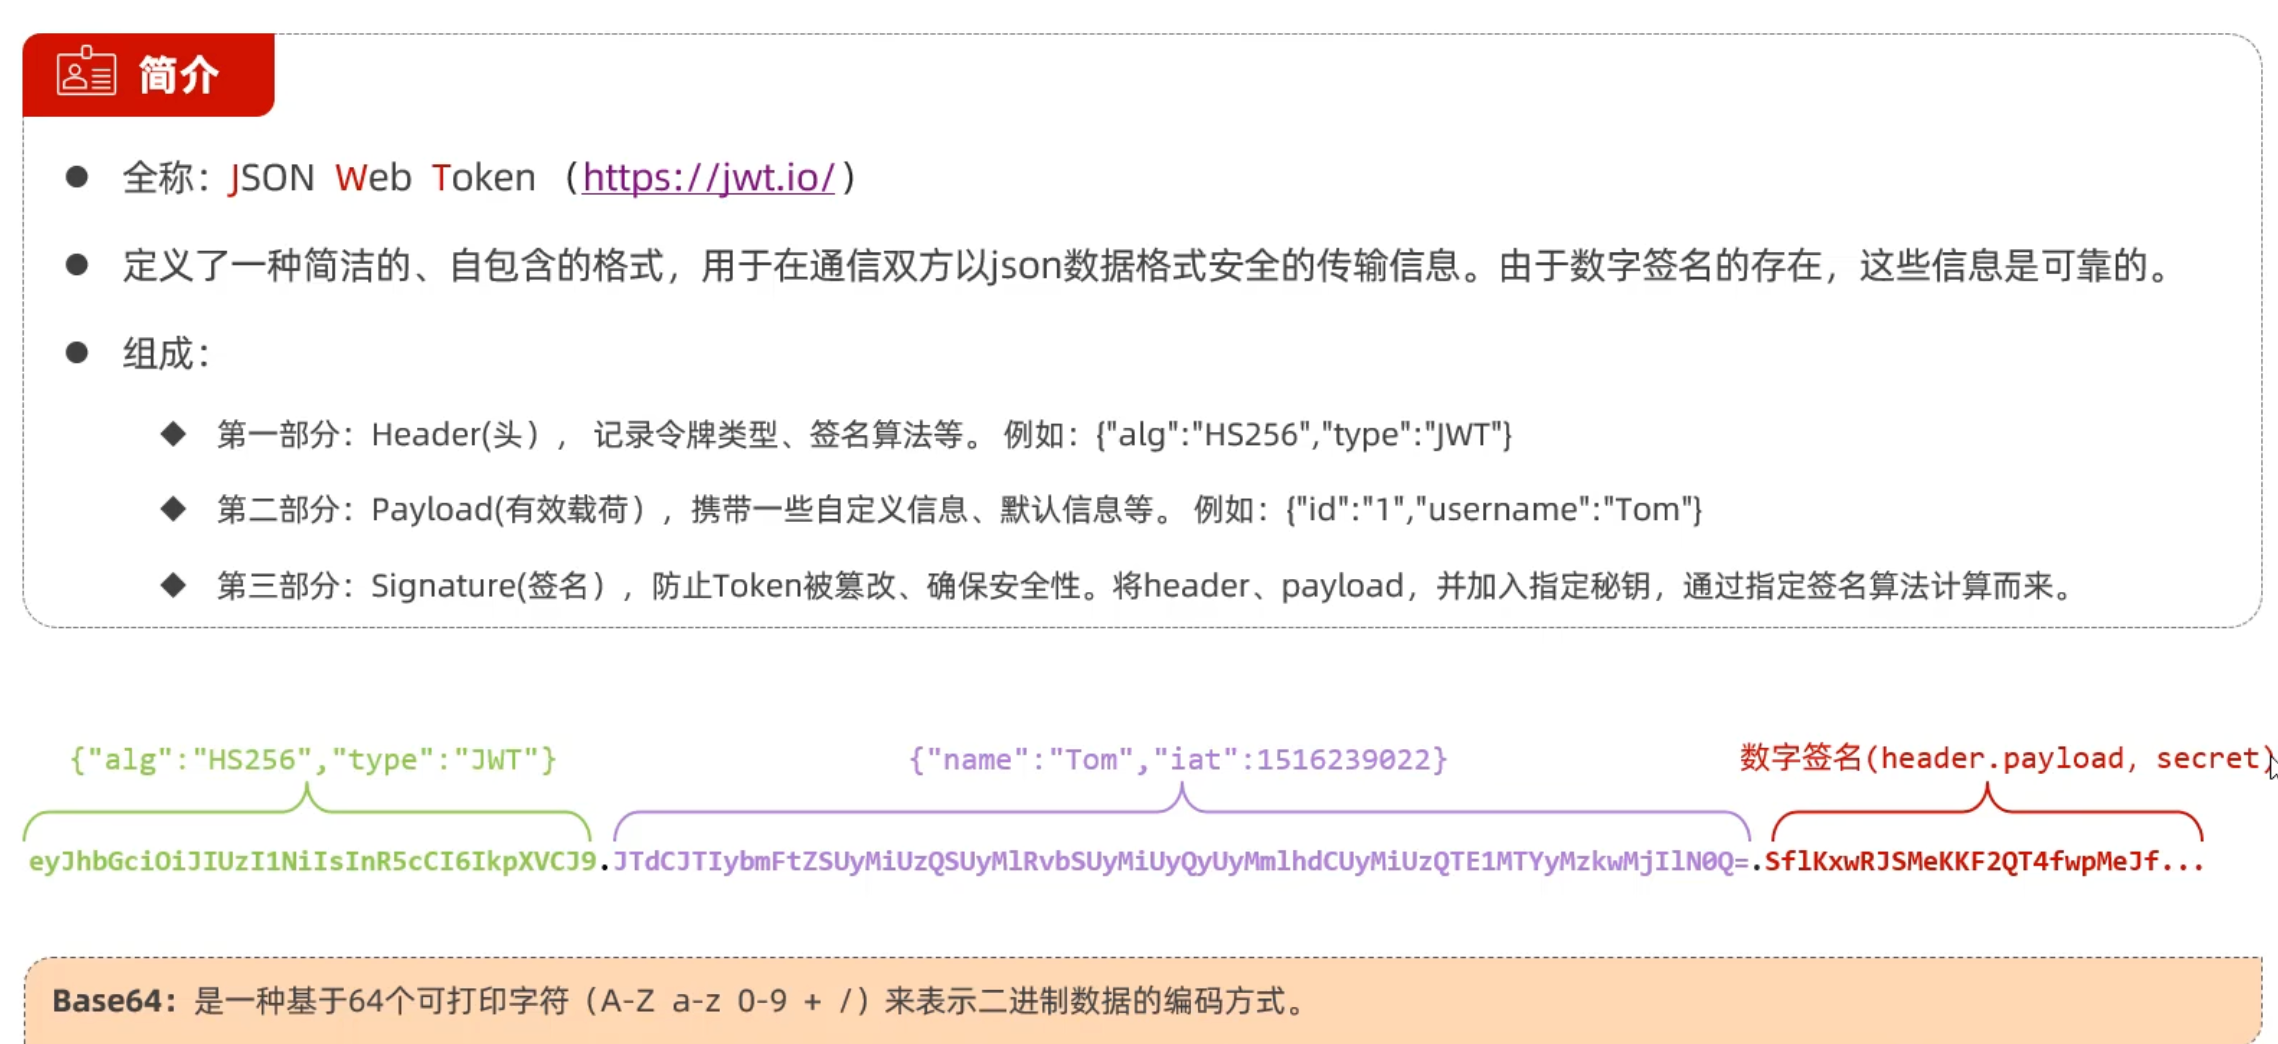 简介
全称：JSON Web Token（https://jwt.io/）
定义了一种简洁的、自包含的格式，用于在通信双方以json数据格式安全的传输信息。由于数字签名的存在，这些信息是可靠的。
组成：
第一部分：Header(头）， 记录令牌类型、签名算法等。 例如：{"alg":"HS256","type":"JWT"}
第二部分：Payload(有效载荷），携带一些自定义信息、默认信息等。 例如：{"id":"1","username":"Tom"}
第三部分：Signature(签名），防止Token被篡改、确保安全性。将header、payload，并加入指定秘钥，通过指定签名算法计算而来。
{"alg":"HS256","type":"JWT"} {"name":"Tom","iat":1516239022} 数字签名(header.payload, secret)
eyJhbGciOiJIUzI1NiIsInR5cCI6IkpXVCJ9.JTdCJTIybmFtZSUyMiUzQSUyMlRvbSUyMiUyQyUyMmlhdCUyMiUzQTE1MTYyMzkwMjIlN0Q=.SflKxwRJSMeKKF2QT4fwpMeJf...
Base64：是一种基于64个可打印字符（A-Z a-z 0-9 + /）来表示二进制数据的编码方式。